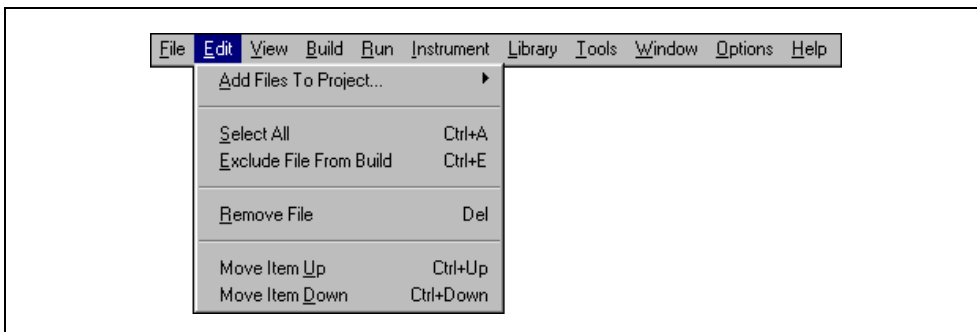 File Edit View Build Run Instrument Library Tools Window Options Help
Add Files To Project...
Select All Ctrl+A
Exclude File From Build Ctrl+E
Remove File Del
Move Item Up Ctrl+Up
Move Item Down Ctrl+Down